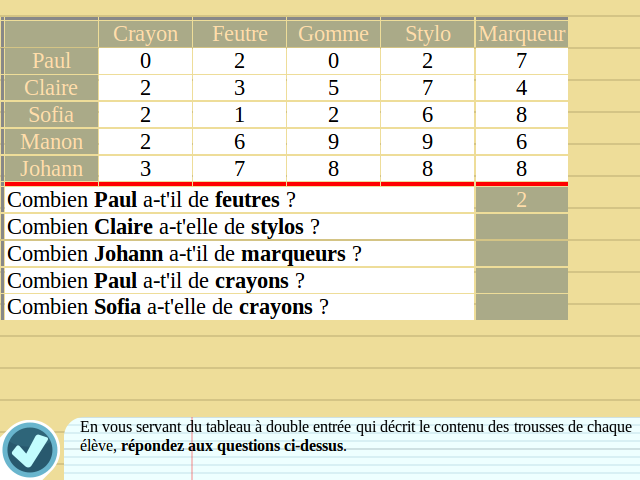 Crayon Feutre Gomme Stylo Marqueur
Paul 0 2 0 2 7
Claire 2 3 5 7 4
Sofia 2 1 2 6 8
Manon 2 6 9 9 6
Johann 3 7 8 8 8
Combien Paul a-t'il de feutres ? 2
Combien Claire a-t'elle de stylos ?
Combien Johann a-t'il de marqueurs ?
Combien Paul a-t'il de crayons ?
Combien Sofia a-t'elle de crayons ?
En vous servant du tableau à double entrée qui décrit le contenu des trousses de chaque
élève, répondez aux questions ci-dessus.